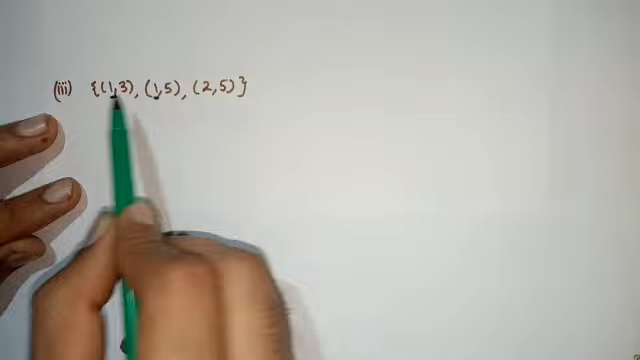 (iii) {(1,3), (1,5), (2,5)}